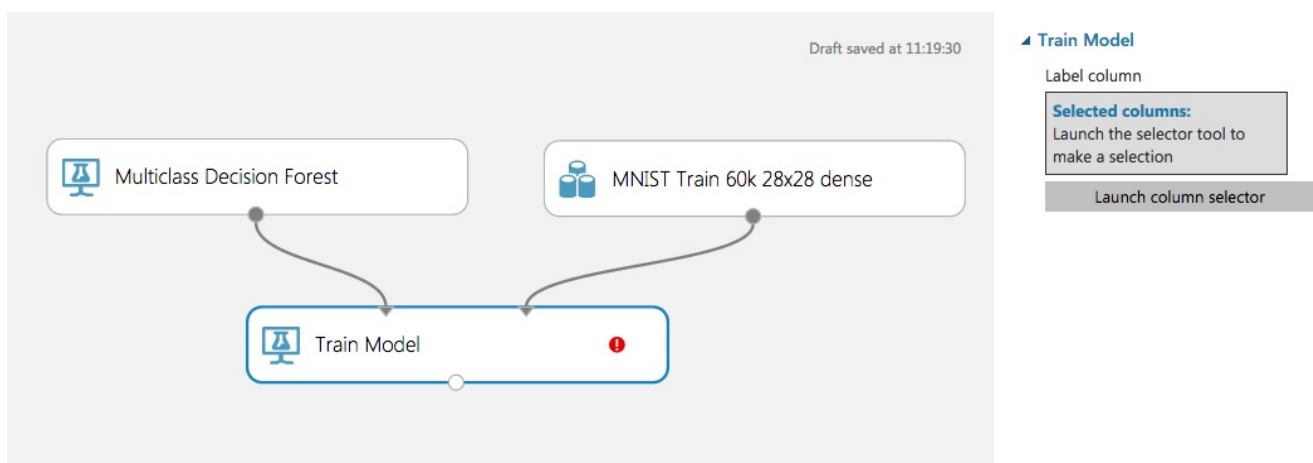 Draft saved at 11:19:30
Multiclass Decision Forest
MNIST Train 60k 28x28 dense
Train Model
Train Model
Label column
Selected columns:
Launch the selector tool to
make a selection
Launch column selector